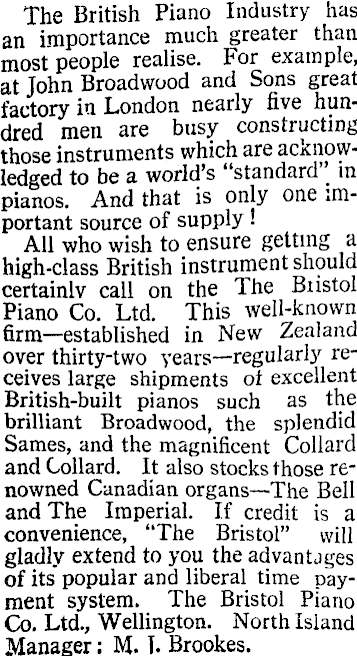 The British Piano Industry has
an importance much greater than
most people realise. For example,
at John Broadwood and Sons great
factory in London nearly five hun-
dred men are busy constructing
those instruments which are acknow-
ledged to be a world's "standard" in
pianos. And that is only one im-
portant source of supply!
All who wish to ensure getting a
high-class British instrument should
certainly call on the The Bristol
Piano Co. Ltd. This well-known
firm—established in New Zealand
over thirty-two years—regularly re-
ceives large shipments of excellent
British-built pianos such as the
brilliant Broadwood, the splendid
Sames, and the magnificent Collard
and Collard. It also stocks those re-
nowned Canadian organs—The Bell
and The Imperial. If credit is a
convenience, "The Bristol" will
gladly extend to you the advantages
of its popular and liberal time pay-
ment system. The Bristol Piano
Co. Ltd., Wellington. North Island
Manager: M. J. Brookes.